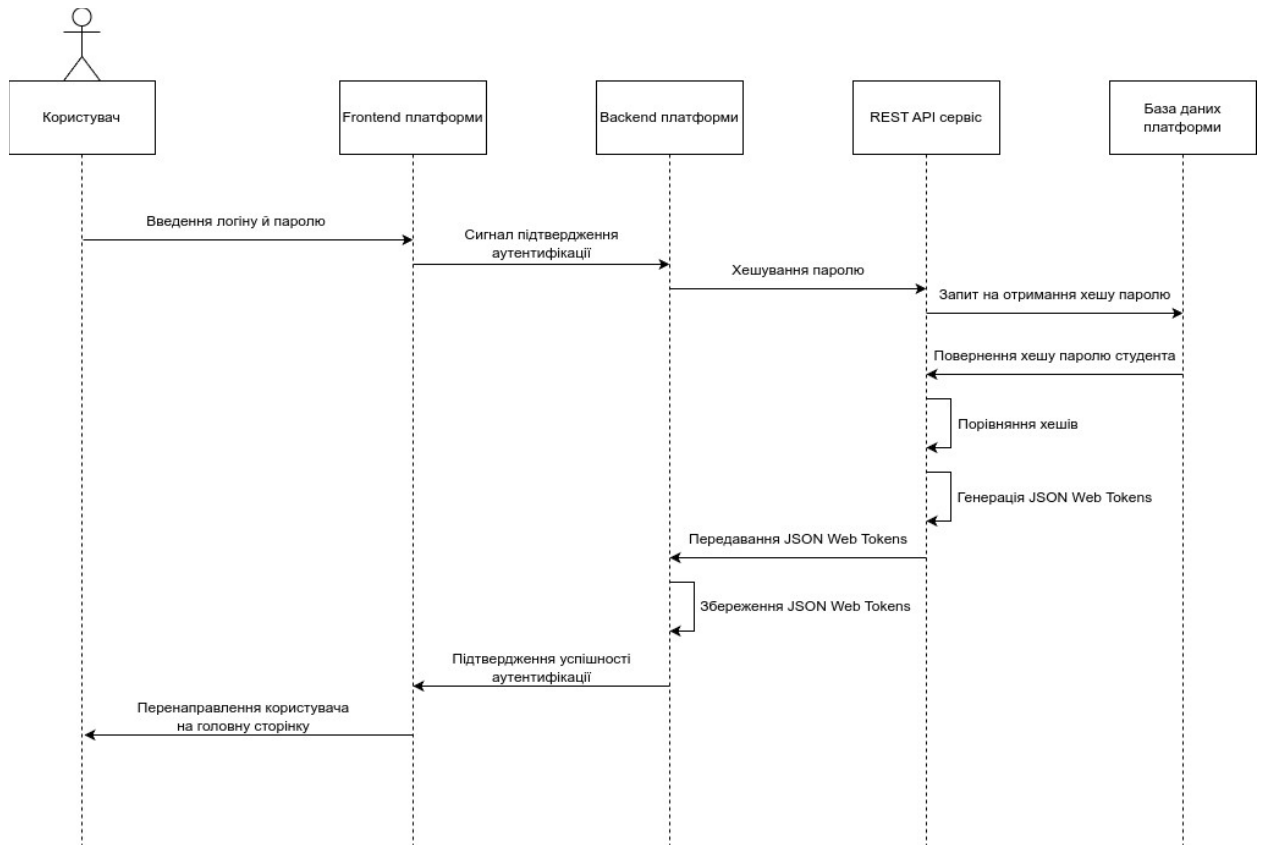 Користувач
Frontend платформи
Backend платформи
REST API сервіс
База даних
платформи
Введення логіну й паролю
Сигнал підтвердження
аутентифікації
Хешування паролю
Запит на отримання хешу паролю
Повернення хешу паролю студента
Порівняння хешів
Генерація JSON Web Tokens
Передавання JSON Web Tokens
Збереження JSON Web Tokens
Підтвердження успішності
аутентифікації
Перенаправлення користувача
на головну сторінку